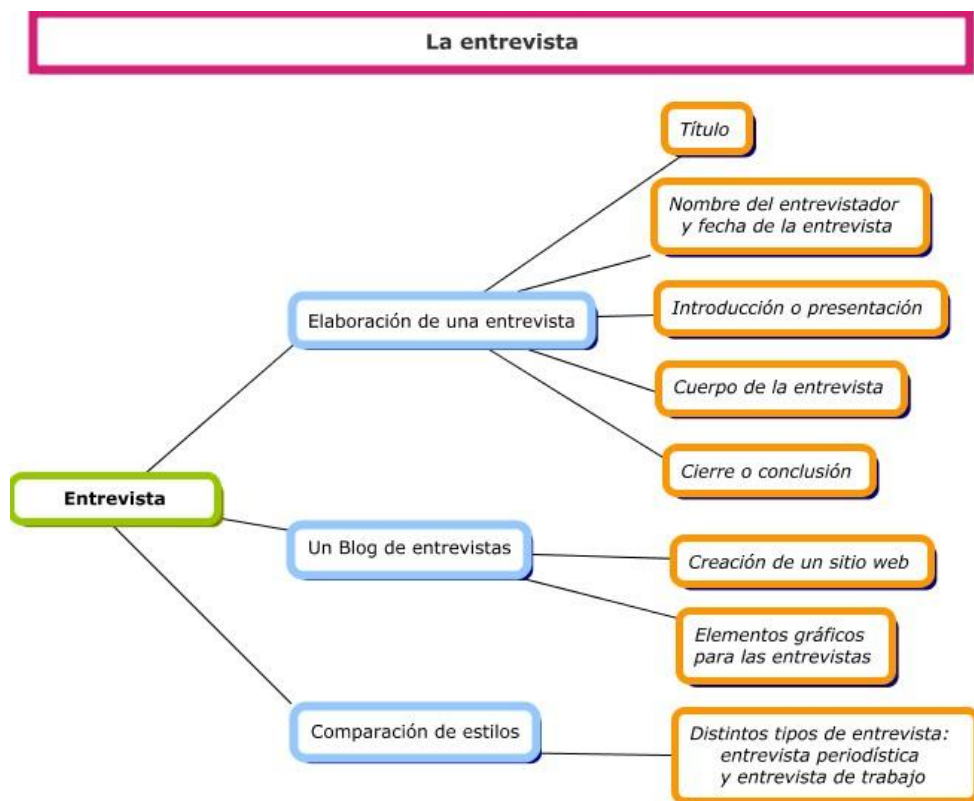 La entrevista
Título
Nombre del entrevistador
y fecha de la entrevista
Elaboración de una entrevista
Introducción o presentación
Cuerpo de la entrevista
Cierre o conclusión
Entrevista
Un Blog de entrevistas
Creación de un sitio web
Elementos gráficos
para las entrevistas
Comparación de estilos
Distintos tipos de entrevista:
entrevista periodística
y entrevista de trabajo